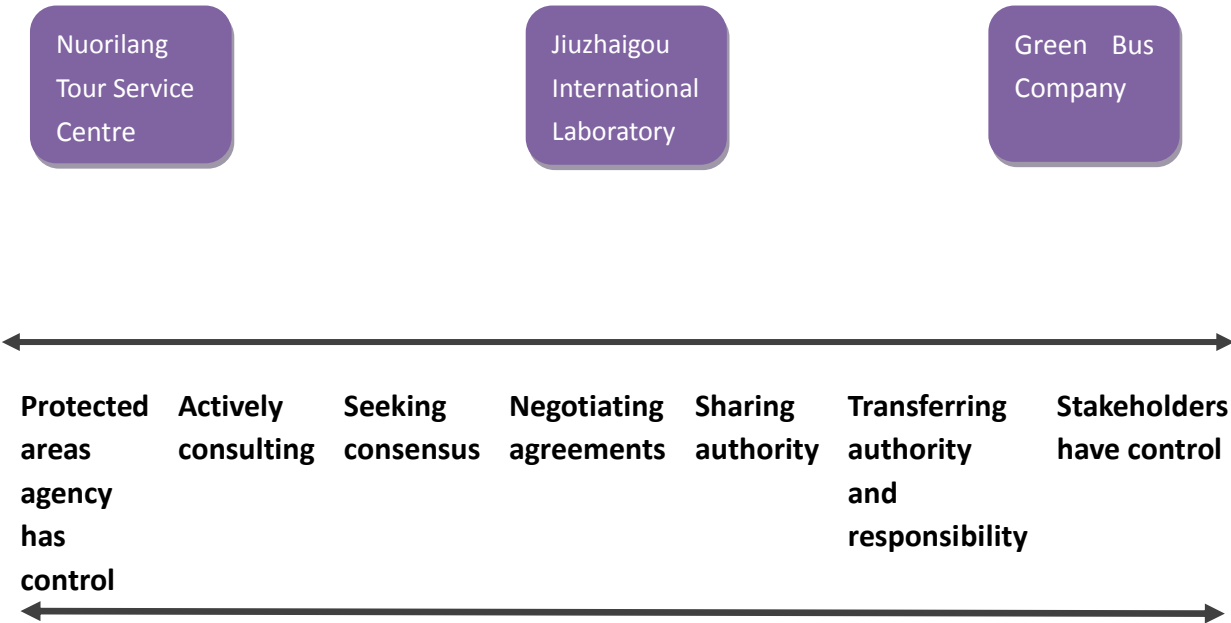 Nuorilang
Tour Service
Centre
Jiuzhaigou
International
Laboratory
Green Bus
Company
Protected
areas
agency
has
control
Actively
consulting
Seeking
consensus
Negotiating
agreements
Sharing
authority
Transferring
authority
and
responsibility
Stakeholders
have control